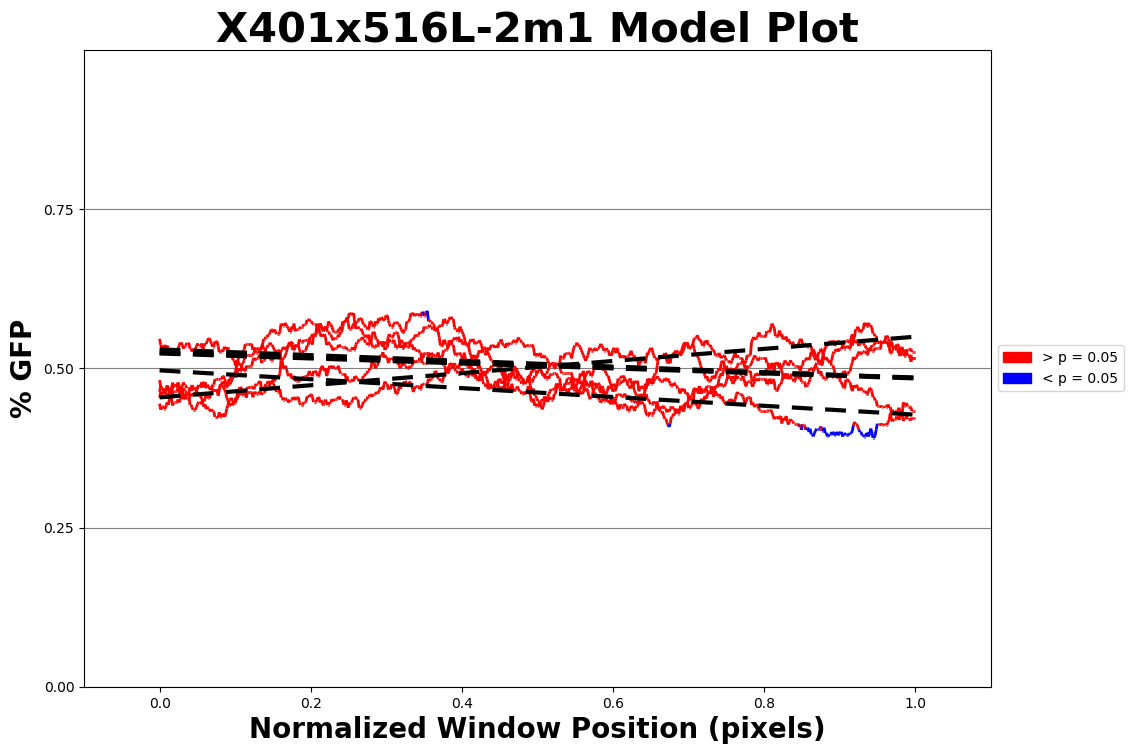 X401x516L-2m1 Model Plot
% GFP
0.75
0.50
0.25
0.00
0.0 0.2 0.4 0.6 0.8 1.0
Normalized Window Position (pixels)
> p = 0.05
< p = 0.05